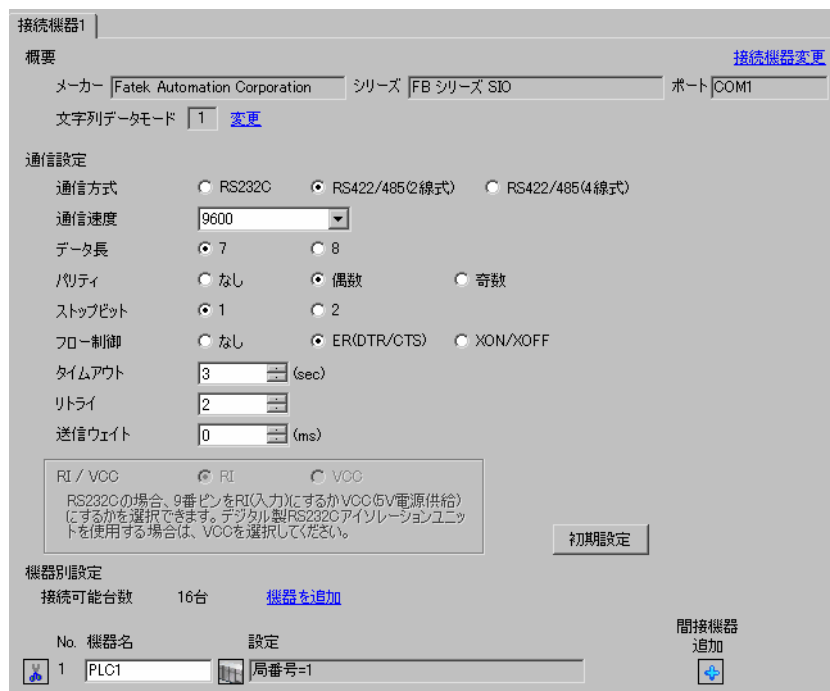 接続機器1
概要 接続機器変更
メーカー Fatek Automation Corporation シリーズ FB シリーズ SIO ポート COM1
文字列データモード 1 変更
通信設定
通信方式 RS232C RS422/485(2線式) RS422/485(4線式)
通信速度 9600
データ長 7 8
パリティ なし 偶数 奇数
ストップビット 1 2
フロー制御 なし ER(DTR/CTS) XON/XOFF
タイムアウト 3 (sec)
リトライ 2
送信ウェイト 0 (ms)
RI / VCC RI VCC
RS232Cの場合、9番ピンをRI(入力)にするかVCC(5V電源供給)
にするかを選択できます。デジタル製RS232Cアイソレーションユニッ
トを使用する場合は、VCCを選択してください。
初期設定
機器別設定
接続可能台数 16台 機器を追加
間接機器
追加
No. 機器名 設定
1 PLC1 局番号=1